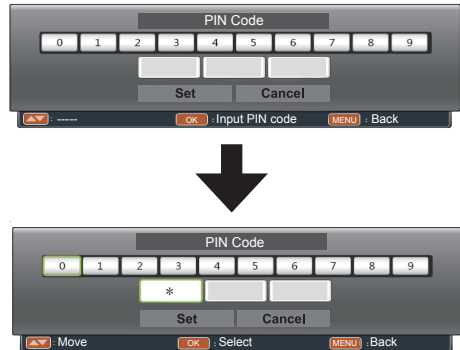 PIN Code
0 1 2 3 4 5 6 7 8 9
Set Cancel
: ----- OK : Input PIN code MENU : Back
PIN Code
0 1 2 3 4 5 6 7 8 9
*
Set Cancel
: Move OK : Select MENU : Back